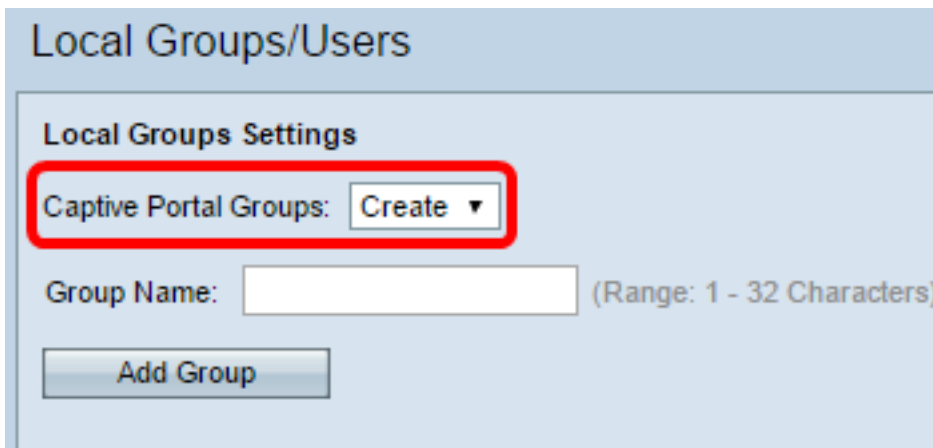 Local Groups/Users
Local Groups Settings
Captive Portal Groups: Create
Group Name: (Range: 1 - 32 Characters)
Add Group